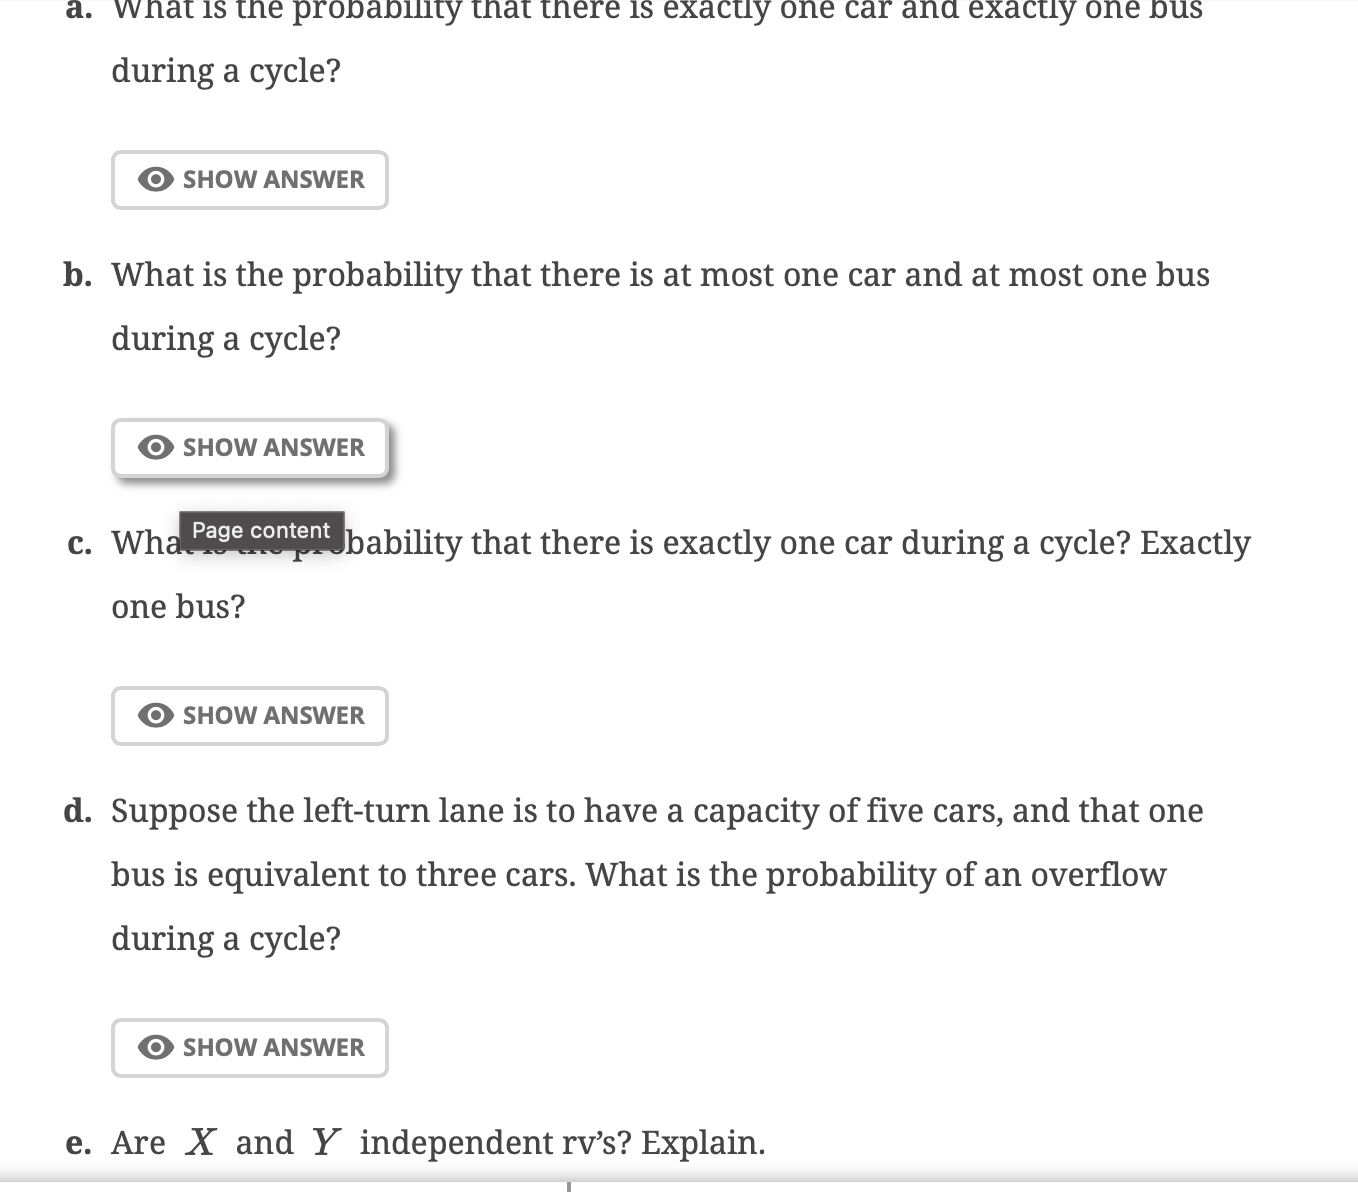 a. What is the probability that there is exactly one car and exactly one bus
during a cycle?
SHOW ANSWER
b. What is the probability that there is at most one car and at most one bus
during a cycle?
SHOW ANSWER
Page content
c. What is the probability that there is exactly one car during a cycle? Exactly
one bus?
SHOW ANSWER
d. Suppose the left-turn lane is to have a capacity of five cars, and that one
bus is equivalent to three cars. What is the probability of an overflow
during a cycle?
SHOW ANSWER
e. Are X and Y independent rv’s? Explain.